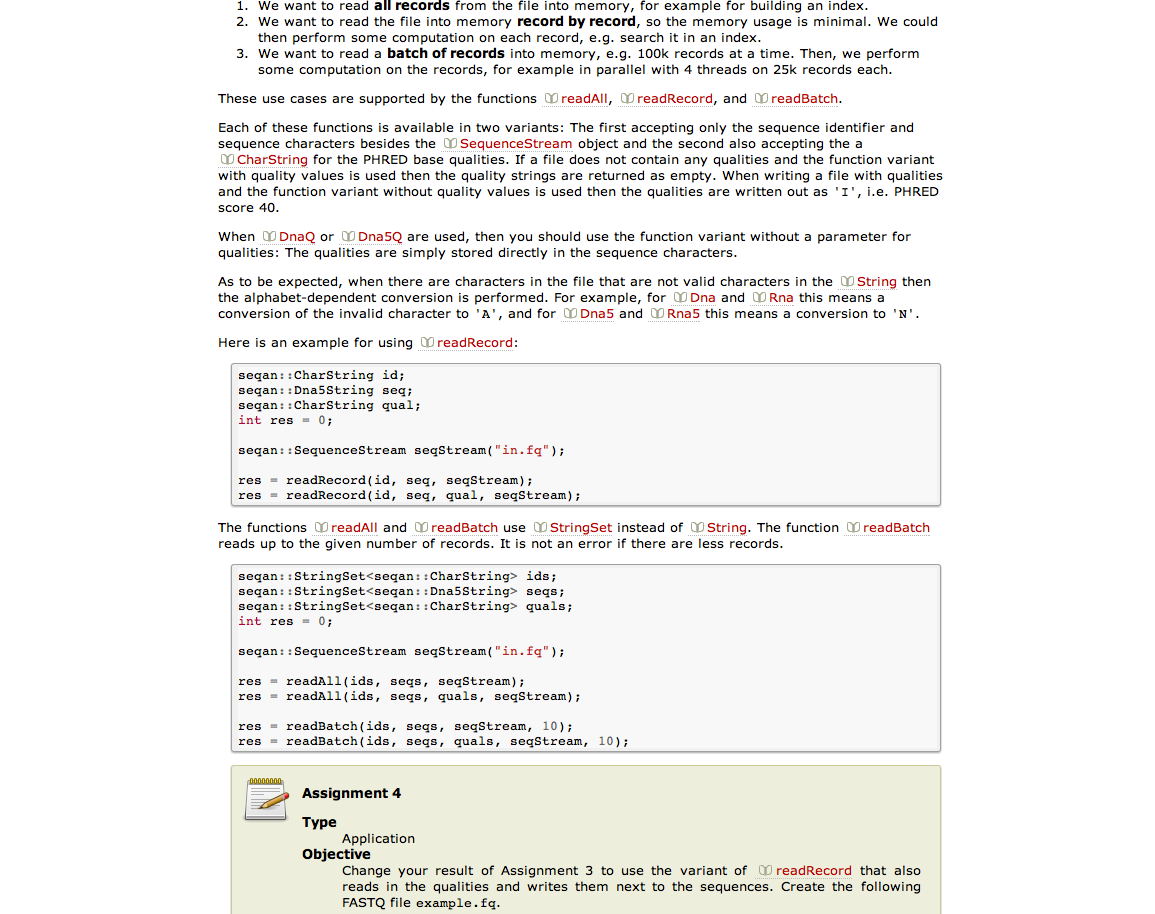 1. We want to read all records from the file into memory, for example for building an index.
2. We want to read the file into memory record by record, so the memory usage is minimal. We could
then perform some computation on each record, e.g. search it in an index.
3. We want to read a batch of records into memory, e.g. 100k records at a time. Then, we perform
some computation on the records, for example in parallel with 4 threads on 25k records each.
These use cases are supported by the functions readAll, readRecord, and readBatch.
Each of these functions is available in two variants: The first accepting only the sequence identifier and
sequence characters besides the SequenceStream object and the second also accepting the a
CharString for the PHRED base qualities. If a file does not contain any qualities and the function variant
with quality values is used then the quality strings are returned as empty. When writing a file with qualities
and the function variant without quality values is used then the qualities are written out as 'I', i.e. PHRED
score 40.
When DnaQ or Dna5Q are used, then you should use the function variant without a parameter for
qualities: The qualities are simply stored directly in the sequence characters.
As to be expected, when there are characters in the file that are not valid characters in the String then
the alphabet-dependent conversion is performed. For example, for Dna and Rna this means a
conversion of the invalid character to 'A', and for Dna5 and Rna5 this means a conversion to 'N'.
Here is an example for using readRecord:
seqan::CharString id;
seqan::Dna5String seq;
seqan::CharString qual;
int res = 0;
seqan::SequenceStream seqStream("in.fq");
res = readRecord(id, seq, seqStream);
res = readRecord(id, seq, qual, seqStream);
The functions readAll and readBatch use StringSet instead of String. The function readBatch
reads up to the given number of records. It is not an error if there are less records.
seqan::StringSet<seqan::CharString> ids;
seqan::StringSet<seqan::Dna5String> seqs;
seqan::StringSet<seqan::CharString> quals;
int res = 0;
seqan::SequenceStream seqStream("in.fq");
res = readAll(ids, seqs, seqStream);
res = readAll(ids, seqs, quals, seqStream);
res = readBatch(ids, seqs, seqStream, 10);
res = readBatch(ids, seqs, quals, seqStream, 10);
Assignment 4
Type
Application
Objective
Change your result of Assignment 3 to use the variant of readRecord that also
reads in the qualities and writes them next to the sequences. Create the following
FASTQ file example.fq.